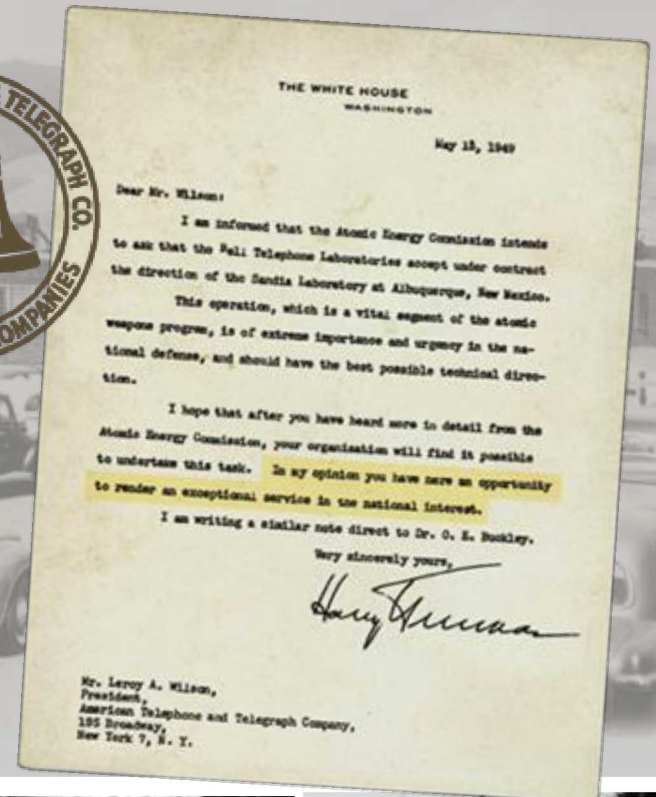 TELEGRAPH CO.
COMPANIES
THE WHITE HOUSE
WASHINGTON
May 13, 1949
Dear Mr. Wilson:
I am informed that the Atomic Energy Commission intends
to ask that the Bell Telephone Laboratories accept under contract
the direction of the Sandia Laboratory at Albuquerque, New Mexico.
This operation, which is a vital segment of the atomic
weapons program, is of extreme importance and urgency in the na-
tional defense, and should have the best possible technical direc-
tion.
I hope that after you have heard more in detail from the
Atomic Energy Commission, your organization will find it possible
to undertake this task. In my opinion you have here an opportunity
to render an exceptional service in the national interest.
I am writing a similar note direct to Dr. O. E. Buckley.
Very sincerely yours,
Harry Truman
Mr. Leroy A. Wilson,
President,
American Telephone and Telegraph Company,
195 Broadway,
New York 7, N. Y.